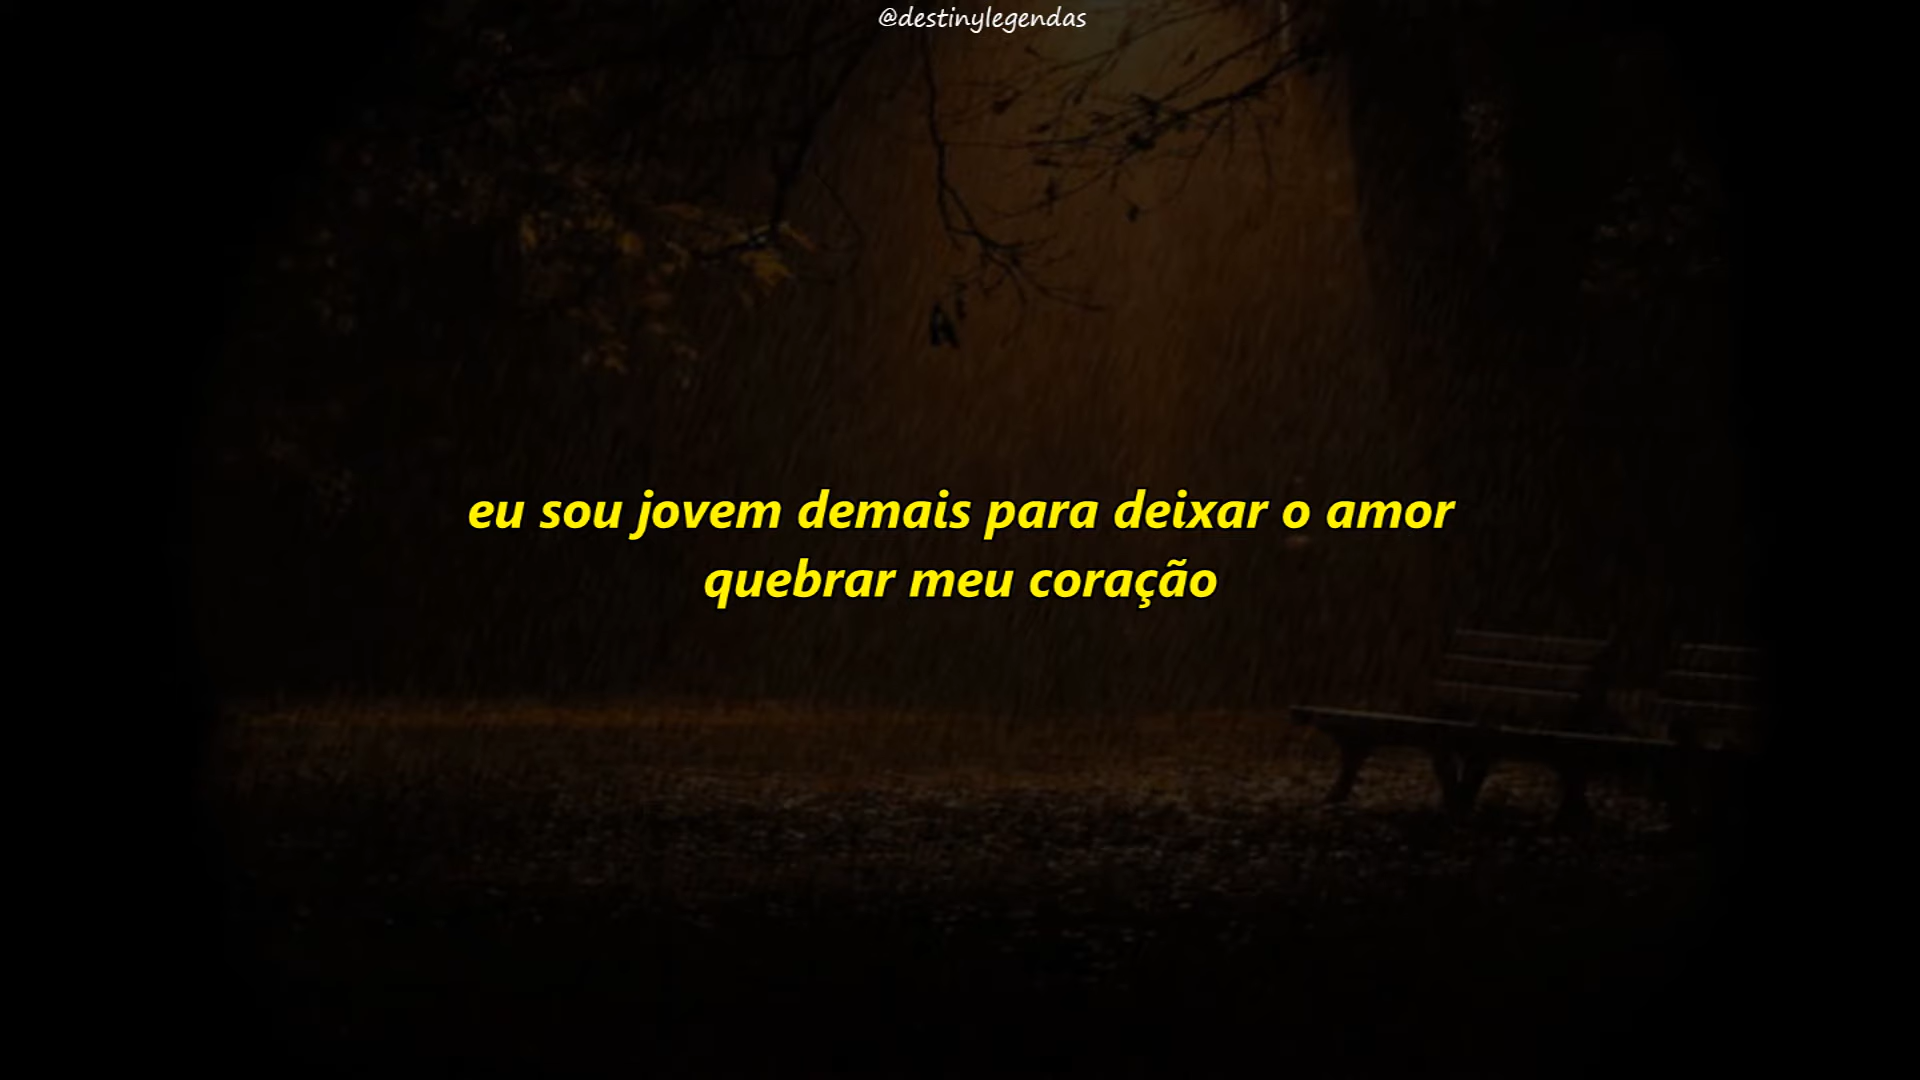 @destinylegendas
eu sou jovem demais para deixar o amor
quebrar meu coração